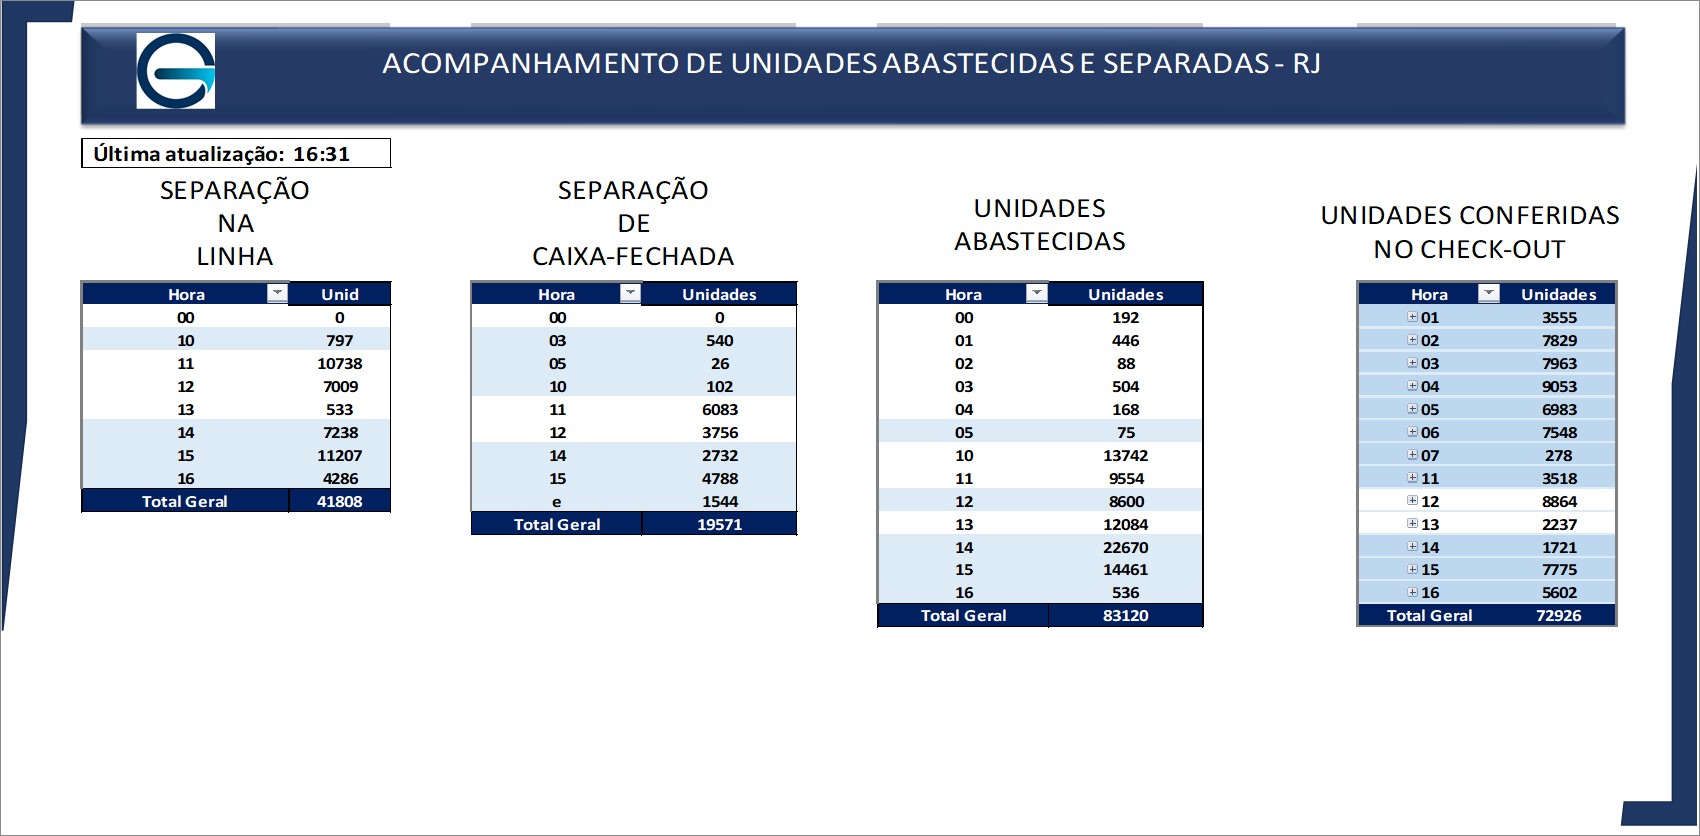 ACOMPANHAMENTO DE UNIDADES ABASTECIDAS E SEPARADAS - RJ
Última atualização: 16:31
SEPARAÇÃO
NA
LINHA
Hora Unid
00 0
10 797
11 10738
12 7009
13 533
14 7238
15 11207
16 4286
Total Geral 41808
SEPARAÇÃO
DE
CAIXA-FECHADA
Hora Unidades
00 0
03 540
05 26
10 102
11 6083
12 3756
14 2732
15 4788
e 1544
Total Geral 19571
UNIDADES
ABASTECIDAS
Hora Unidades
00 192
01 446
02 88
03 504
04 168
05 75
10 13742
11 9554
12 8600
13 12084
14 22670
15 14461
16 536
Total Geral 83120
UNIDADES CONFERIDAS
NO CHECK-OUT
Hora Unidades
01 3555
02 7829
03 7963
04 9053
05 6983
06 7548
07 278
11 3518
12 8864
13 2237
14 1721
15 7775
16 5602
Total Geral 72926